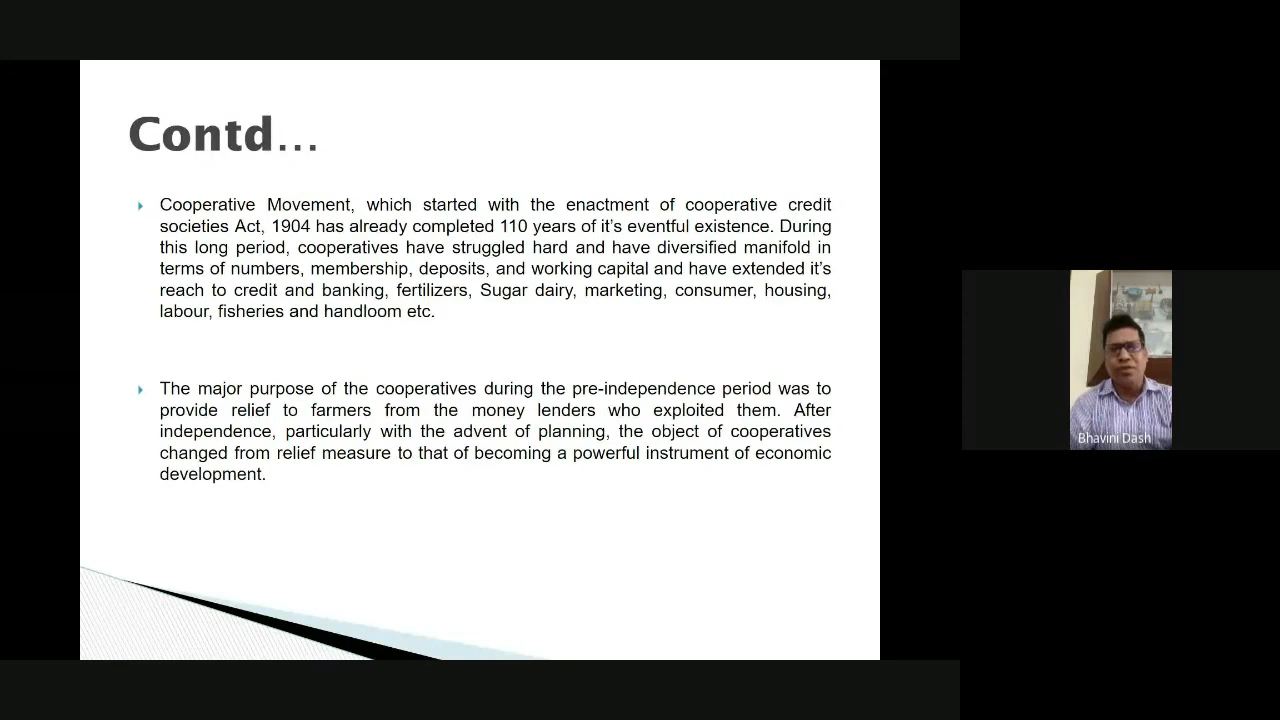 Contd...
Cooperative Movement, which started with the enactment of cooperative credit
societies Act, 1904 has already completed 110 years of it's eventful existence. During
this long period, cooperatives have struggled hard and have diversified manifold in
terms of numbers, membership, deposits, and working capital and have extended it's
reach to credit and banking, fertilizers, Sugar dairy, marketing, consumer, housing,
labour, fisheries and handloom etc.
The major purpose of the cooperatives during the pre-independence period was to
provide relief to farmers from the money lenders who exploited them. After
independence, particularly with the advent of planning, the object of cooperatives
changed from relief measure to that of becoming a powerful instrument of economic
development.
Bhavini Dash